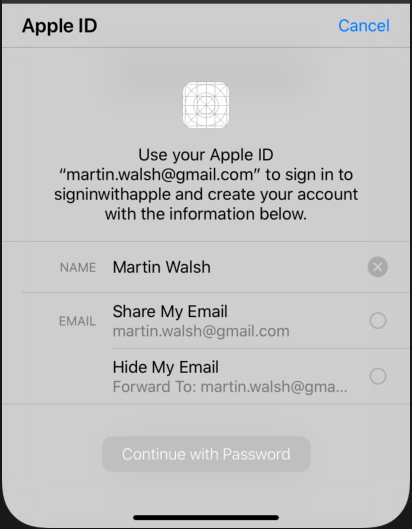 Apple ID
Cancel
Use your Apple ID
“martin.walsh@gmail.com” to sign in to
signinwithapple and create your account
with the information below.
NAME
Martin Walsh
EMAIL
Share My Email
martin.walsh@gmail.com
Hide My Email
Forward To: martin.walsh@gma...
Continue with Password